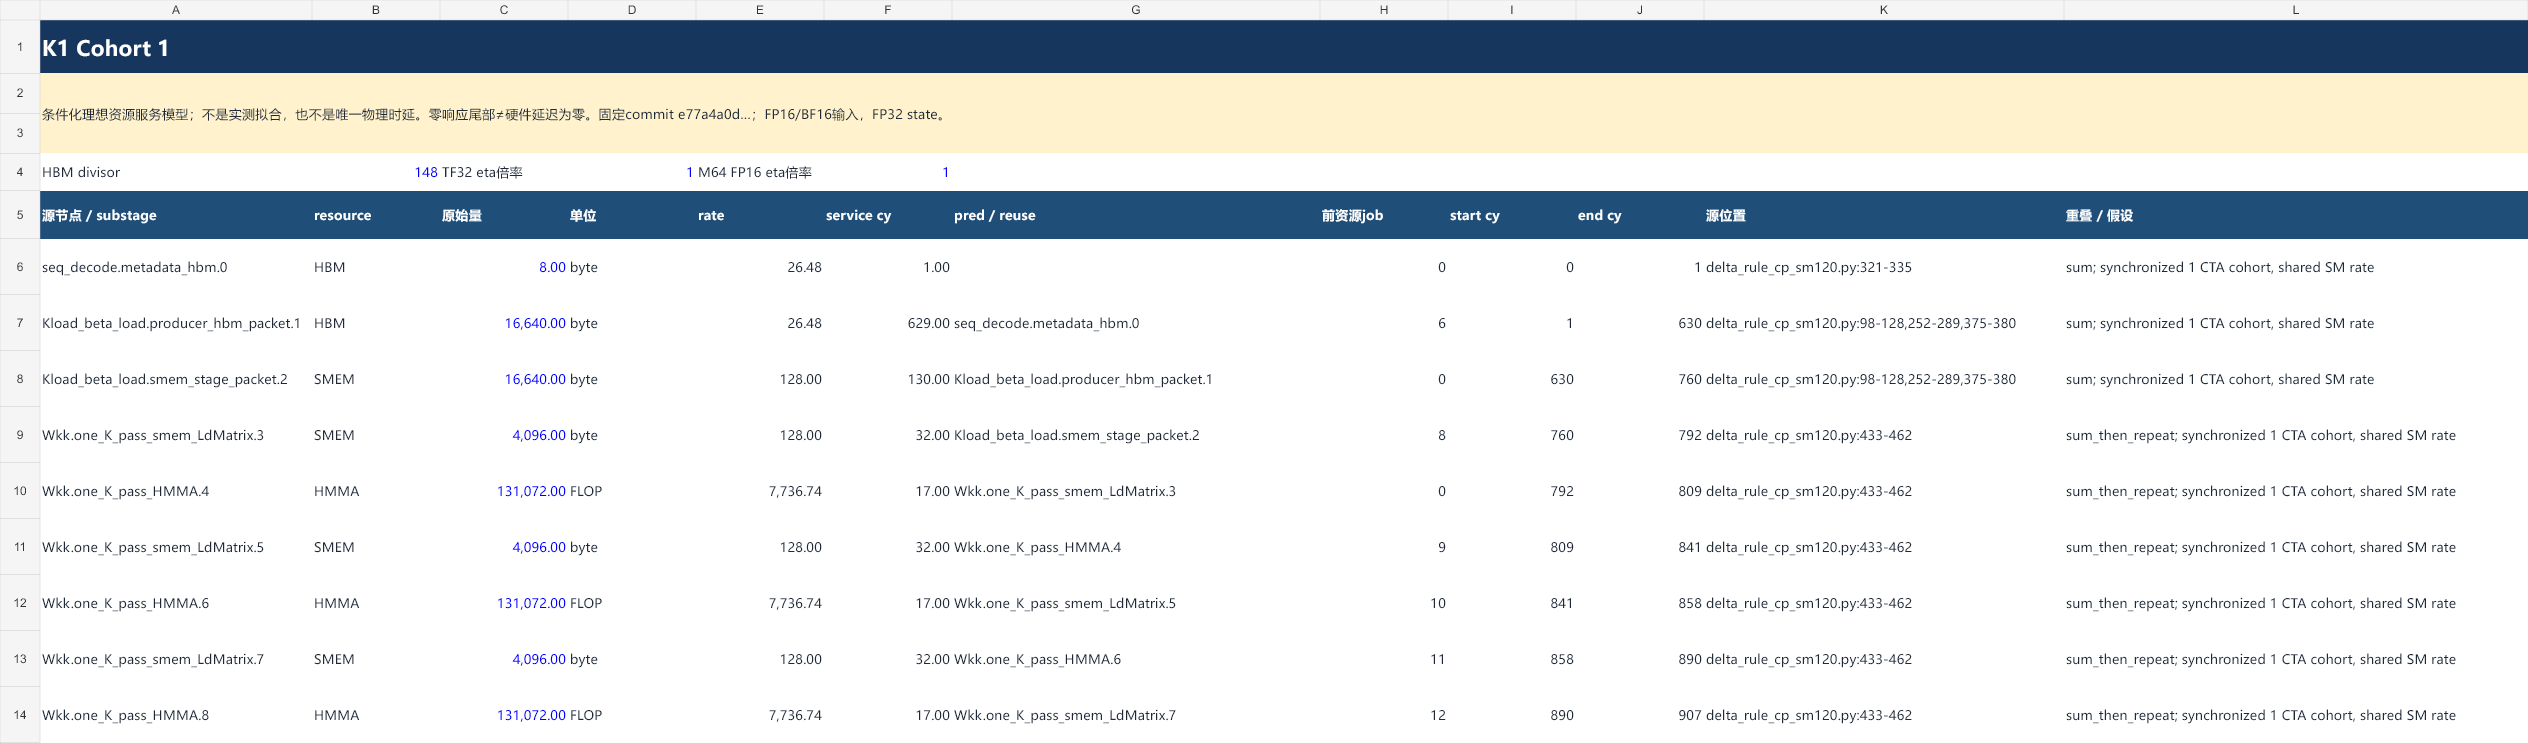 A B C D E F G H I J K L
1 K1 Cohort 1
2
条件化理想资源服务模型；不是实测拟合，也不是唯一物理时延。零响应尾部≠硬件延迟为零。固定commit e77a4a0d...；FP16/BF16输入，FP32 state。
3
4 HBM divisor 148 TF32 eta倍率 1 M64 FP16 eta倍率 1
5 源节点 / substage resource 原始量 单位 rate service cy pred / reuse 前资源job start cy end cy 源位置 重叠 / 假设
6 seq_decode.metadata_hbm.0 HBM 8.00 byte 26.48 1.00 0 0 1 delta_rule_cp_sm120.py:321-335 sum; synchronized 1 CTA cohort, shared SM rate
7 Kload_beta_load.producer_hbm_packet.1 HBM 16,640.00 byte 26.48 629.00 seq_decode.metadata_hbm.0 6 1 630 delta_rule_cp_sm120.py:98-128,252-289,375-380 sum; synchronized 1 CTA cohort, shared SM rate
8 Kload_beta_load.smem_stage_packet.2 SMEM 16,640.00 byte 128.00 130.00 Kload_beta_load.producer_hbm_packet.1 0 630 760 delta_rule_cp_sm120.py:98-128,252-289,375-380 sum; synchronized 1 CTA cohort, shared SM rate
9 Wkk.one_K_pass_smem_LdMatrix.3 SMEM 4,096.00 byte 128.00 32.00 Kload_beta_load.smem_stage_packet.2 8 760 792 delta_rule_cp_sm120.py:433-462 sum_then_repeat; synchronized 1 CTA cohort, shared SM rate
10 Wkk.one_K_pass_HMMA.4 HMMA 131,072.00 FLOP 7,736.74 17.00 Wkk.one_K_pass_smem_LdMatrix.3 0 792 809 delta_rule_cp_sm120.py:433-462 sum_then_repeat; synchronized 1 CTA cohort, shared SM rate
11 Wkk.one_K_pass_smem_LdMatrix.5 SMEM 4,096.00 byte 128.00 32.00 Wkk.one_K_pass_HMMA.4 9 809 841 delta_rule_cp_sm120.py:433-462 sum_then_repeat; synchronized 1 CTA cohort, shared SM rate
12 Wkk.one_K_pass_HMMA.6 HMMA 131,072.00 FLOP 7,736.74 17.00 Wkk.one_K_pass_smem_LdMatrix.5 10 841 858 delta_rule_cp_sm120.py:433-462 sum_then_repeat; synchronized 1 CTA cohort, shared SM rate
13 Wkk.one_K_pass_smem_LdMatrix.7 SMEM 4,096.00 byte 128.00 32.00 Wkk.one_K_pass_HMMA.6 11 858 890 delta_rule_cp_sm120.py:433-462 sum_then_repeat; synchronized 1 CTA cohort, shared SM rate
14 Wkk.one_K_pass_HMMA.8 HMMA 131,072.00 FLOP 7,736.74 17.00 Wkk.one_K_pass_smem_LdMatrix.7 12 890 907 delta_rule_cp_sm120.py:433-462 sum_then_repeat; synchronized 1 CTA cohort, shared SM rate